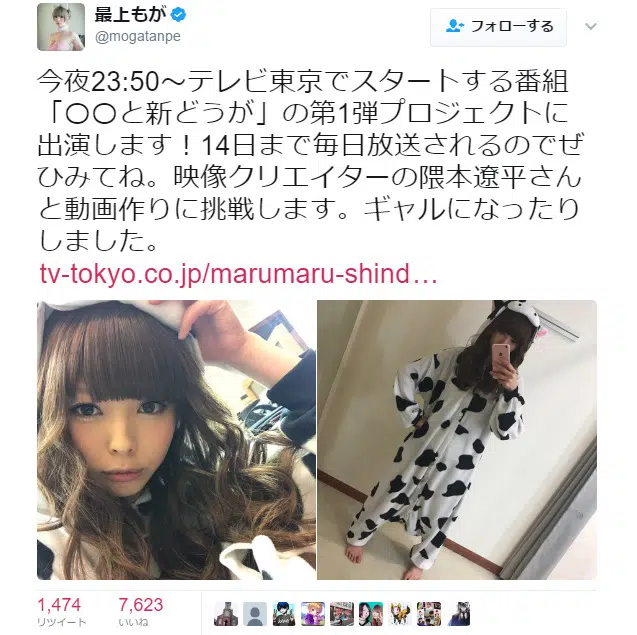 最上もが
@mogatanpe
フォローする
今夜23:50～テレビ東京でスタートする番組
「〇〇と新どうが」の第1弾プロジェクトに
出演します！14日まで毎日放送されるのでぜ
ひみてね。映像クリエイターの隈本遼平さん
と動画作りに挑戦します。ギャルになったり
しました。
tv-tokyo.co.jp/marumaru-shind…
1,474
7,623
リツイート
いいね